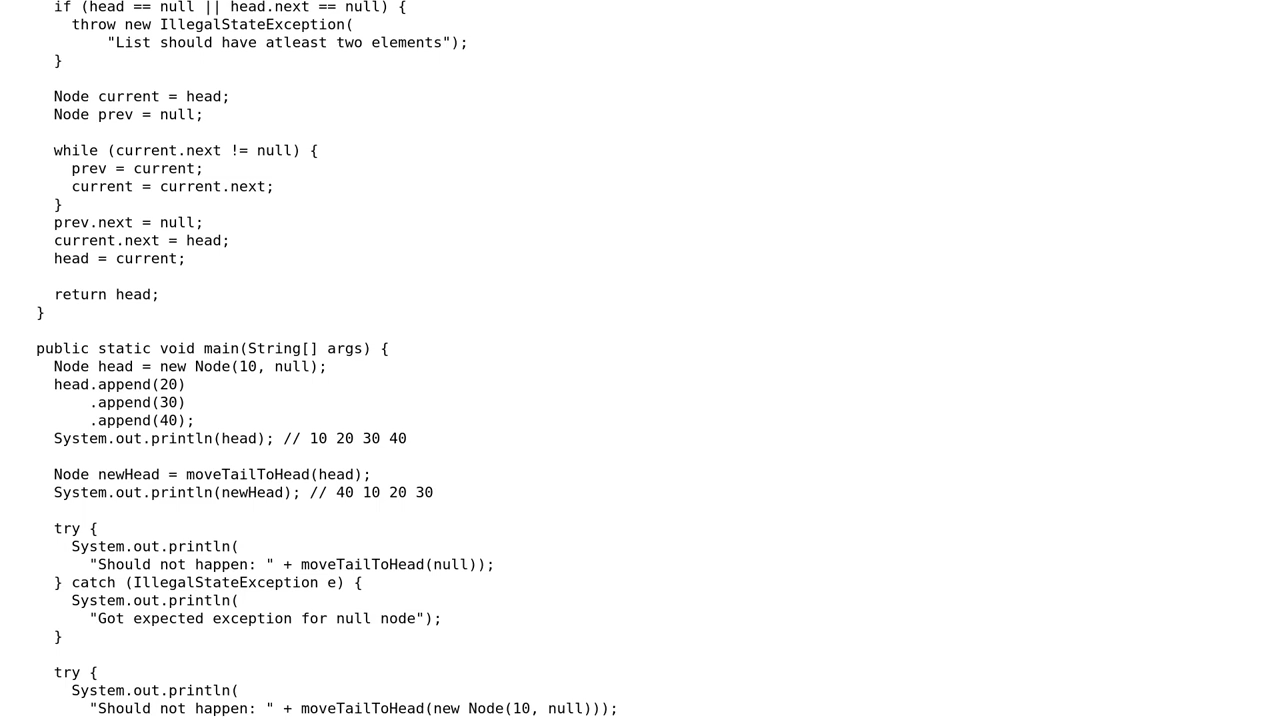 if (head == null || head.next == null) {
throw new IllegalStateException(
"List should have atleast two elements");
}
Node current = head;
Node prev = null;
while (current.next != null) {
prev = current;
current = current.next;
}
prev.next = null;
current.next = head;
head = current;
return head;
}
public static void main(String[] args) {
Node head = new Node(10, null);
head.append(20)
.append(30)
.append(40);
System.out.println(head); // 10 20 30 40
Node newHead = moveTailToHead(head);
System.out.println(newHead); // 40 10 20 30
try {
System.out.println(
"Should not happen: " + moveTailToHead(null));
} catch (IllegalStateException e) {
System.out.println(
"Got expected exception for null node");
}
try {
System.out.println(
"Should not happen: " + moveTailToHead(new Node(10, null)));